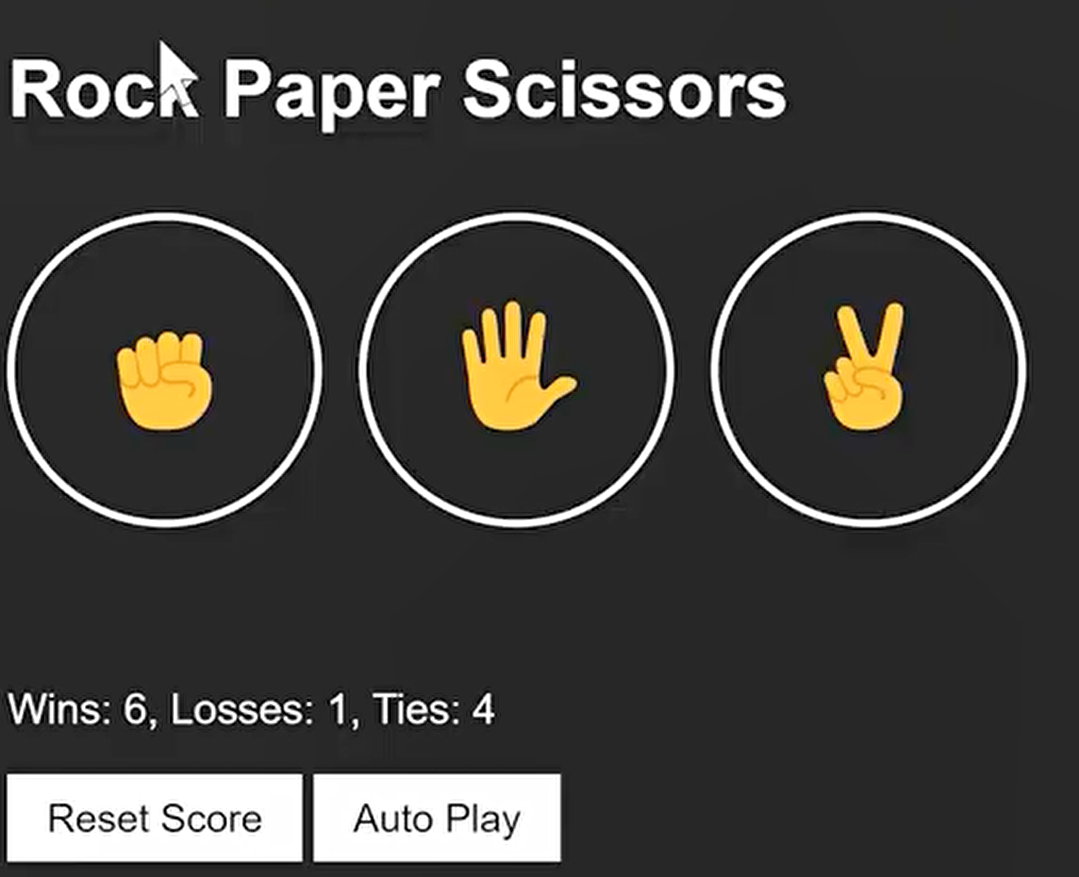 Rock Paper Scissors
Wins: 6, Losses: 1, Ties: 4
Reset Score
Auto Play